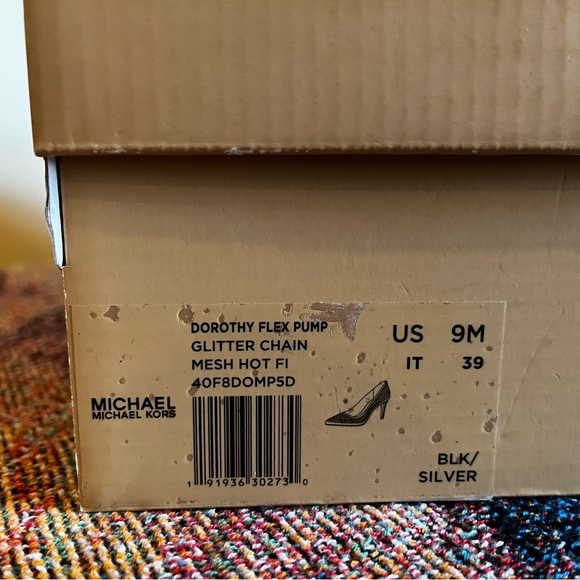 DOROTHY FLEX PUMP
GLITTER CHAIN
MESH HOT FI
40F8DOMP5D
US 9M
IT 39
MICHAEL
MICHAEL KORS
1 91936 30273 0
BLK/
SILVER